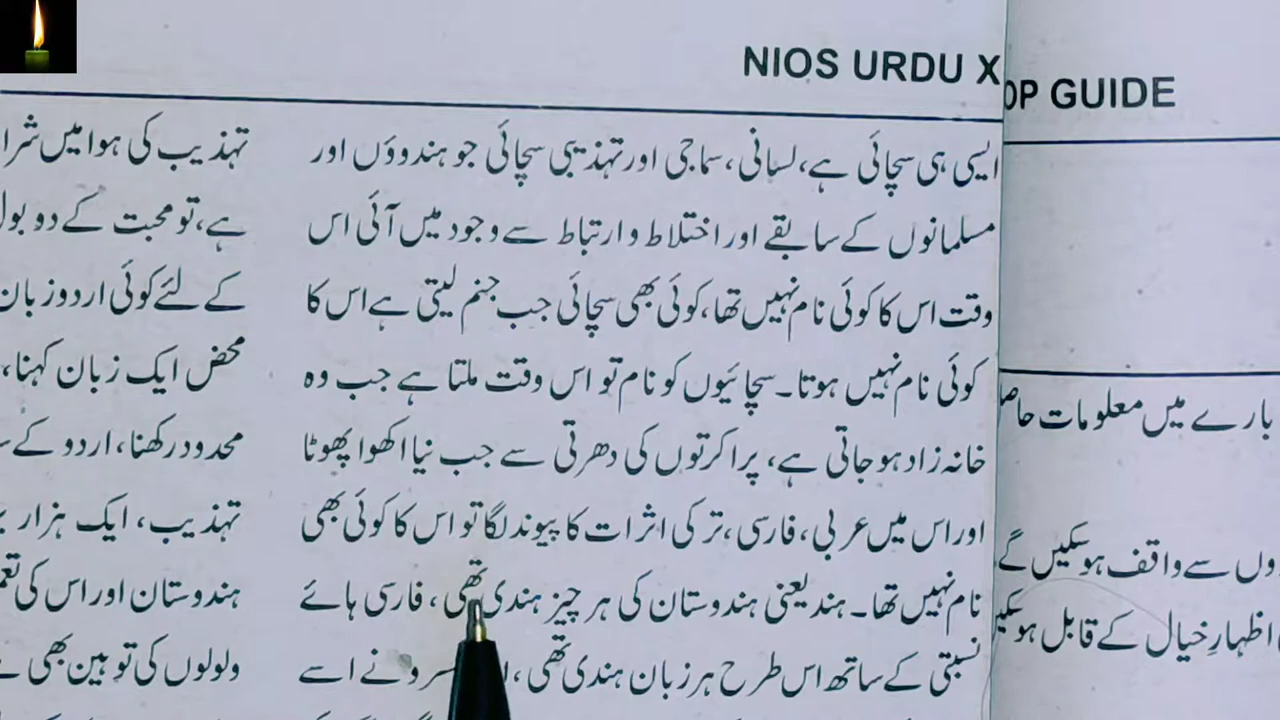 NIOS URDU X
OP GUIDE
ایسی ہی سچائی ہے، لسانی، سماجی اور تہذیبی سچائی جو ہندوؤں اور
مسلمانوں کے سابقے اور اختلاط و ارتباط سے وجود میں آئی اس
وقت اس کا کوئی نام نہیں تھا، کوئی بھی سچائی جب جنم لیتی ہے اس کا
کوئی نام نہیں ہوتا۔ سچائیوں کو نام تو اس وقت ملتا ہے جب وہ
خانہ زاد ہو جاتی ہے، پراکرتوں کی دھرتی سے جب نیا اکھوا پھوٹا
اور اس میں عربی، فارسی، ترکی اثرات کا پیوند لگا تو اس کا کوئی بھی
نام نہیں تھا۔ ہند یعنی ہندوستان کی ہر چیز ہندی تھی، فارسی ہائے
نسبتی کے ساتھ اس طرح ہر زبان ہندی تھی، نے اسے
تہذیب کی ہوا میں
ہے، تو محبت کے دو بول
کے لئے کوئی اردو زبان
محض ایک زبان کہنا،
محدود رکھنا، اردو کے
تہذیب، ایک ہزار
ہندوستان اور اس کی
ولولوں کی توہین بھی
بارے میں معلومات
سے واقف ہو سکیں گے
اظہارِ خیال کے قابل ہو